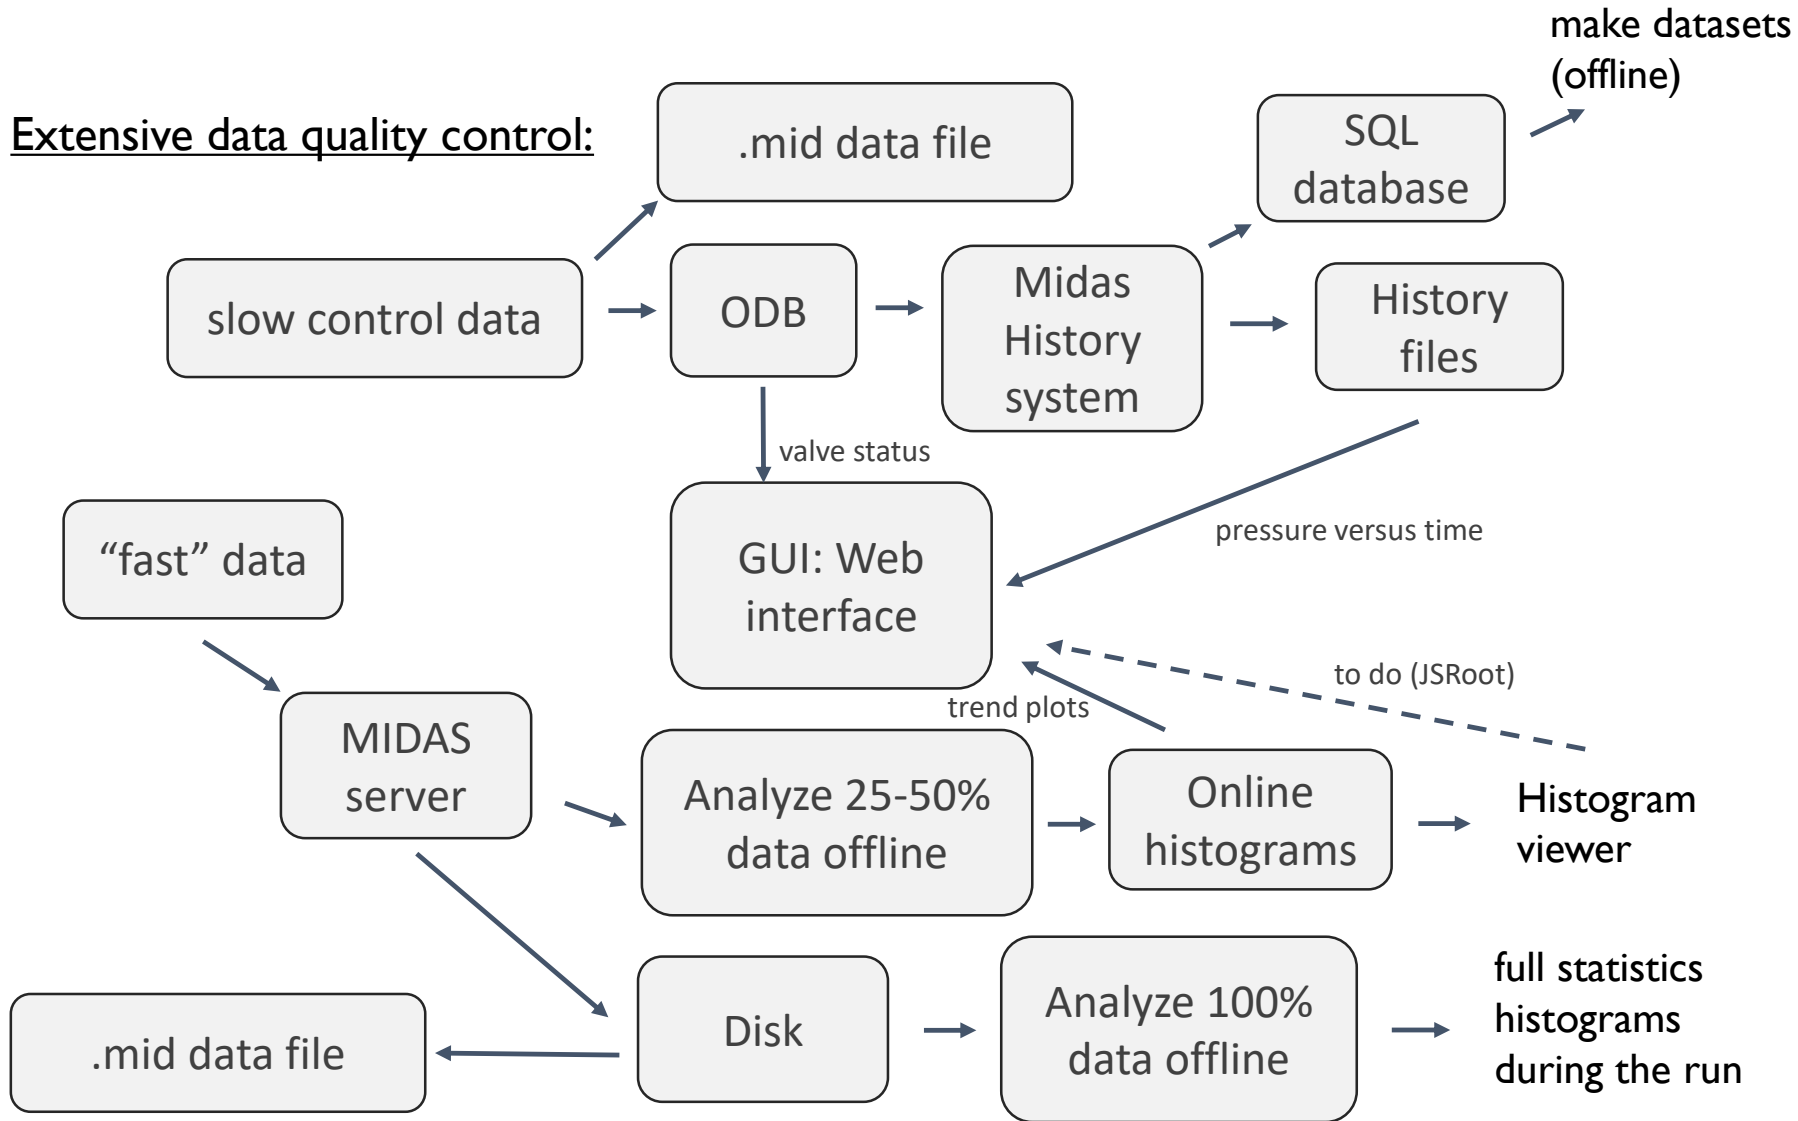 make datasets
(offline)
Extensive data quality control:
.mid data file
SQL
database
slow control data
ODB
Midas
History
system
History
files
valve status
pressure versus time
“fast” data
GUI: Web
interface
to do (JSRoot)
trend plots
MIDAS
server
Analyze 25-50%
data offline
Online
histograms
Histogram
viewer
.mid data file
Disk
Analyze 100%
data offline
full statistics
histograms
during the run